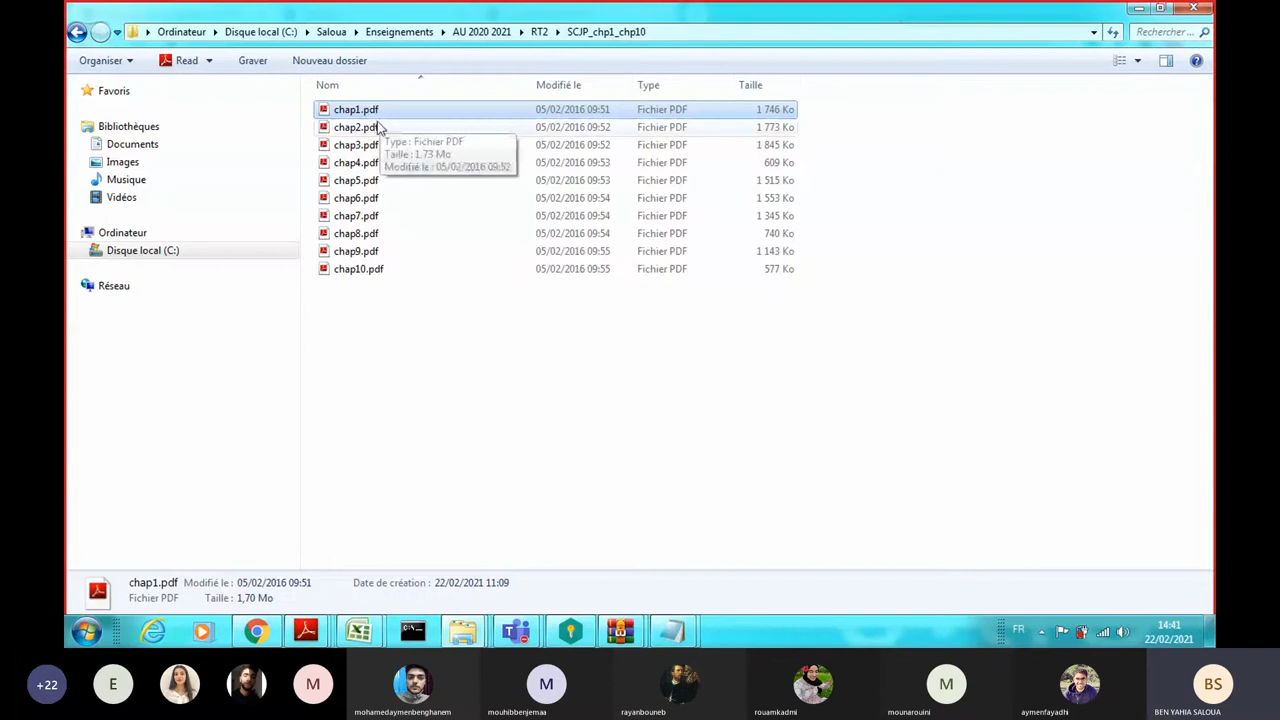 Ordinateur Disque local (C:) Saloua Enseignements AU 2020 2021 RT2 SCJP_chp1_chp10 Rechercher ...
Organiser Read Graver Nouveau dossier
Nom Modifié le Type Taille
Favoris
Bibliothèques
Documents
Images
Musique
Vidéos
Ordinateur
Disque local (C:)
Réseau
chap1.pdf 05/02/2016 09:51 Fichier PDF 1 746 Ko
chap2.pdf 05/02/2016 09:52 Fichier PDF 1 773 Ko
chap3.pdf 05/02/2016 09:52 Fichier PDF 1 845 Ko
chap4.pdf 05/02/2016 09:53 Fichier PDF 609 Ko
chap5.pdf 05/02/2016 09:53 Fichier PDF 1 515 Ko
chap6.pdf 05/02/2016 09:54 Fichier PDF 1 553 Ko
chap7.pdf 05/02/2016 09:54 Fichier PDF 1 345 Ko
chap8.pdf 05/02/2016 09:54 Fichier PDF 740 Ko
chap9.pdf 05/02/2016 09:55 Fichier PDF 1 143 Ko
chap10.pdf 05/02/2016 09:55 Fichier PDF 577 Ko
Type : Fichier PDF
Taille : 1,73 Mo
Modifié le : 05/02/2016 09:52
chap1.pdf Modifié le : 05/02/2016 09:51 Date de création : 22/02/2021 11:09
Fichier PDF Taille : 1,70 Mo
FR 14:41
22/02/2021
+22 E M M M BS
mohamedaymenbenghanem mouhibbenjemaa rayanbouneb rouamkadmi mounarouini aymenfayadhi BEN YAHIA SALOUA